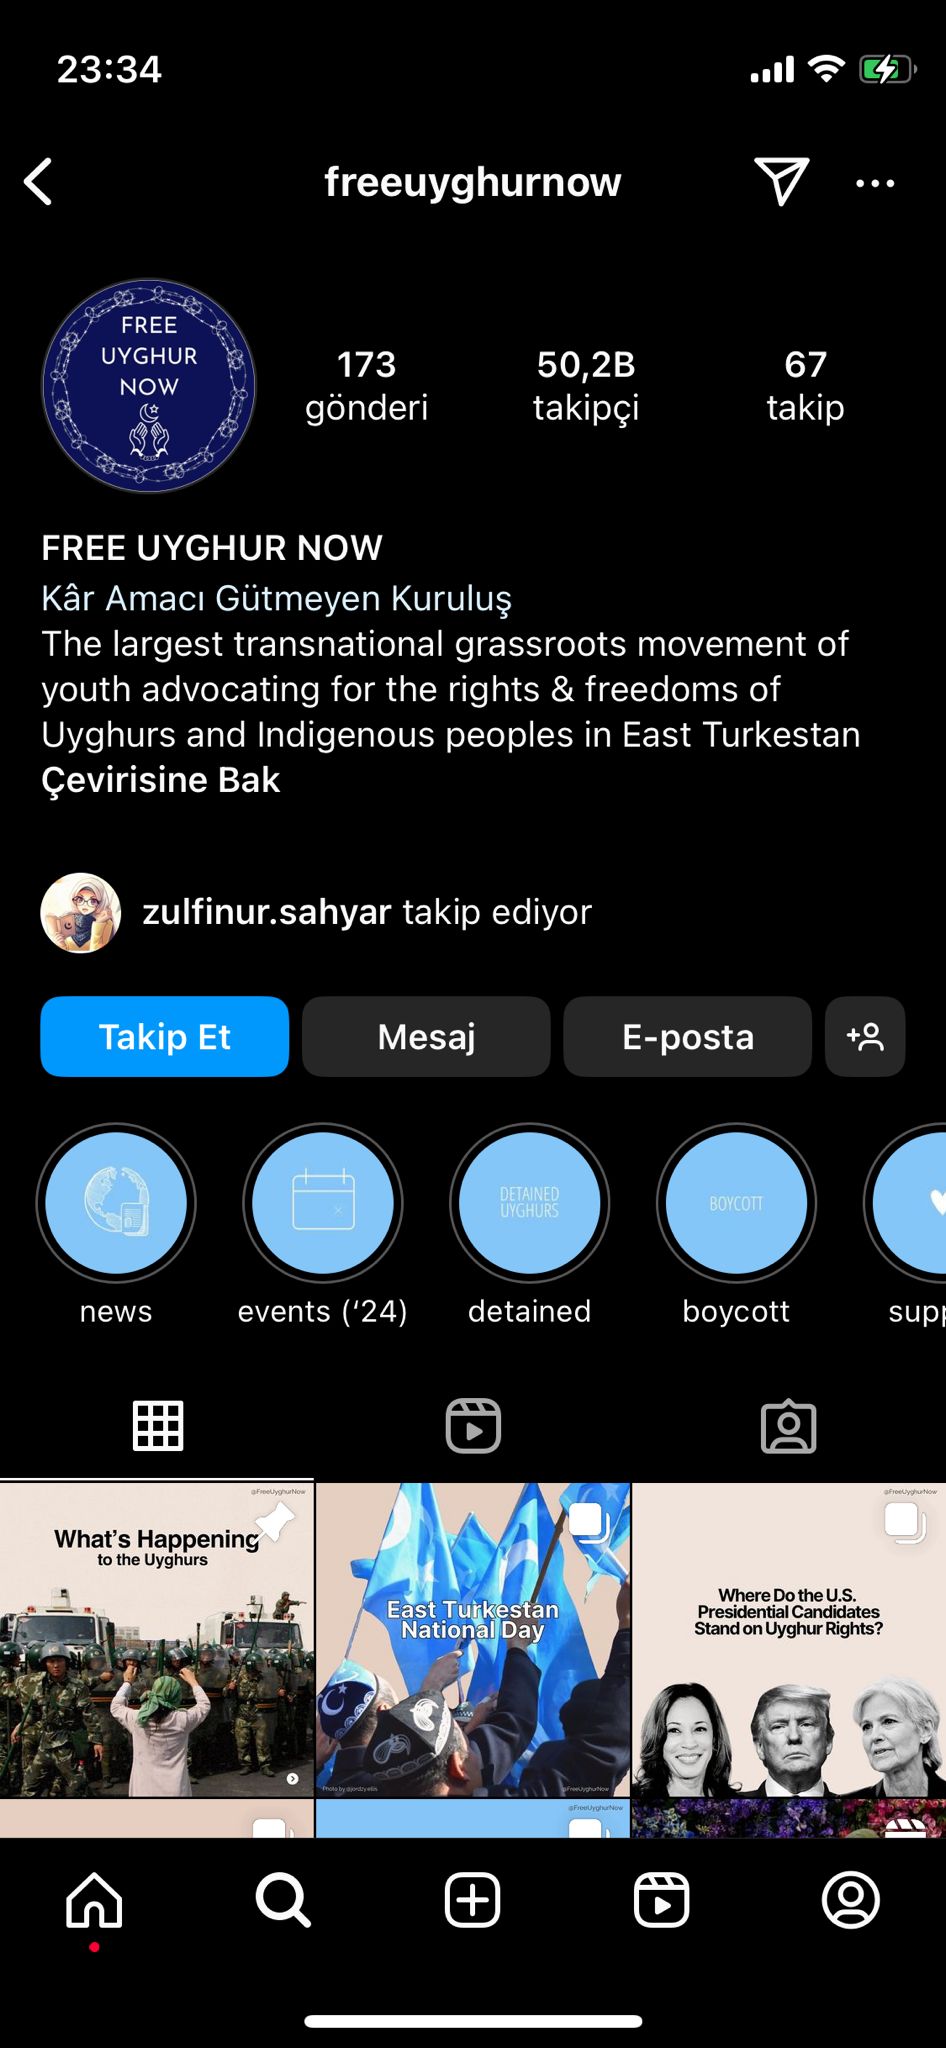 23:34
freeuyghurnow
FREE
UYGHUR
NOW
173
gönderi
50,2B
takipçi
67
takip
FREE UYGHUR NOW
Kâr Amacı Gütmeyen Kuruluş
The largest transnational grassroots movement of
youth advocating for the rights & freedoms of
Uyghurs and Indigenous peoples in East Turkestan
Çevirisine Bak
zulfinur.sahyar takip ediyor
Takip Et
Mesaj
E-posta
DETAINED
UYGHURS
BOYCOTT
news
events (‘24)
detained
boycott
supp
@FreeUyghurNow
What’s Happening
to the Uyghurs
East Turkestan
National Day
Photo by @jordzy.ellis
@FreeUyghurNow
@FreeUyghurNow
Where Do the U.S.
Presidential Candidates
Stand on Uyghur Rights?
@FreeUyghurNow